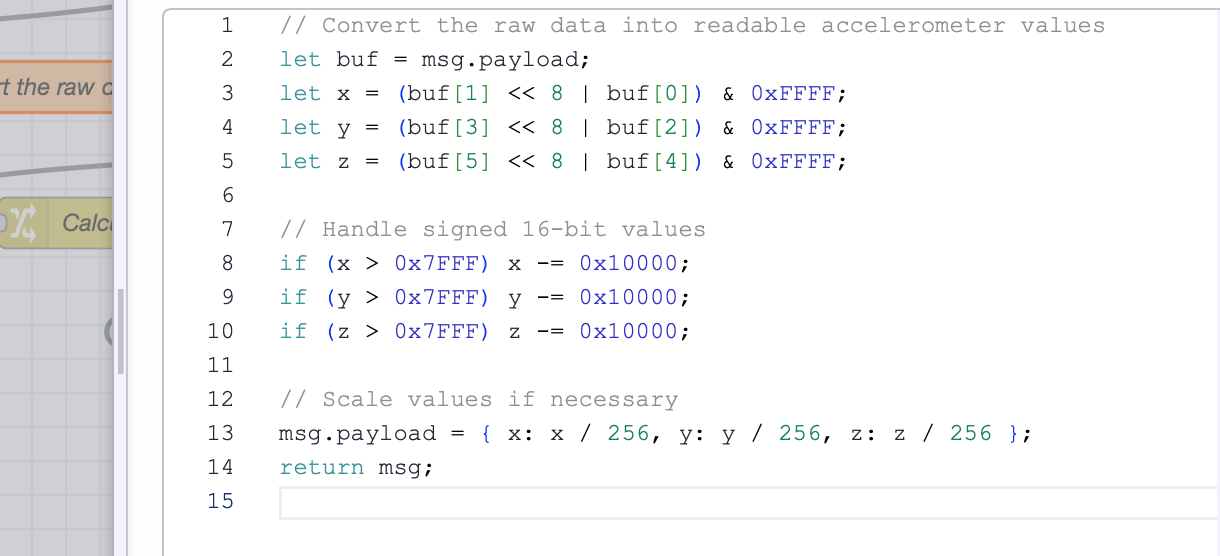 1 // Convert the raw data into readable accelerometer values
2 let buf = msg.payload;
3 let x = (buf[1] << 8 | buf[0]) & 0xFFFF;
4 let y = (buf[3] << 8 | buf[2]) & 0xFFFF;
5 let z = (buf[5] << 8 | buf[4]) & 0xFFFF;
6
7 // Handle signed 16-bit values
8 if (x > 0x7FFF) x -= 0x10000;
9 if (y > 0x7FFF) y -= 0x10000;
10 if (z > 0x7FFF) z -= 0x10000;
11
12 // Scale values if necessary
13 msg.payload = { x: x / 256, y: y / 256, z: z / 256 };
14 return msg;
15
the raw